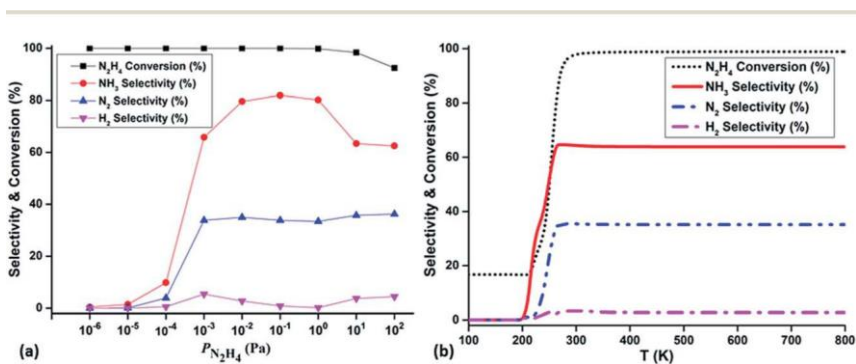 100
80
60
40
20
0
Selectivity & Conversion (%)
N₂H₄ Conversion (%)
NH₃ Selectivity (%)
N₂ Selectivity (%)
H₂ Selectivity (%)
10⁻⁶ 10⁻⁵ 10⁻⁴ 10⁻³ 10⁻² 10⁻¹ 10⁰ 10¹ 10²
(a)
P N₂H₄ (Pa)
100
80
60
40
20
0
Selectivity & Conversion (%)
N₂H₄ Conversion (%)
NH₃ Selectivity (%)
N₂ Selectivity (%)
H₂ Selectivity (%)
100 200 300 400 500 600 700 800
(b)
T (K)